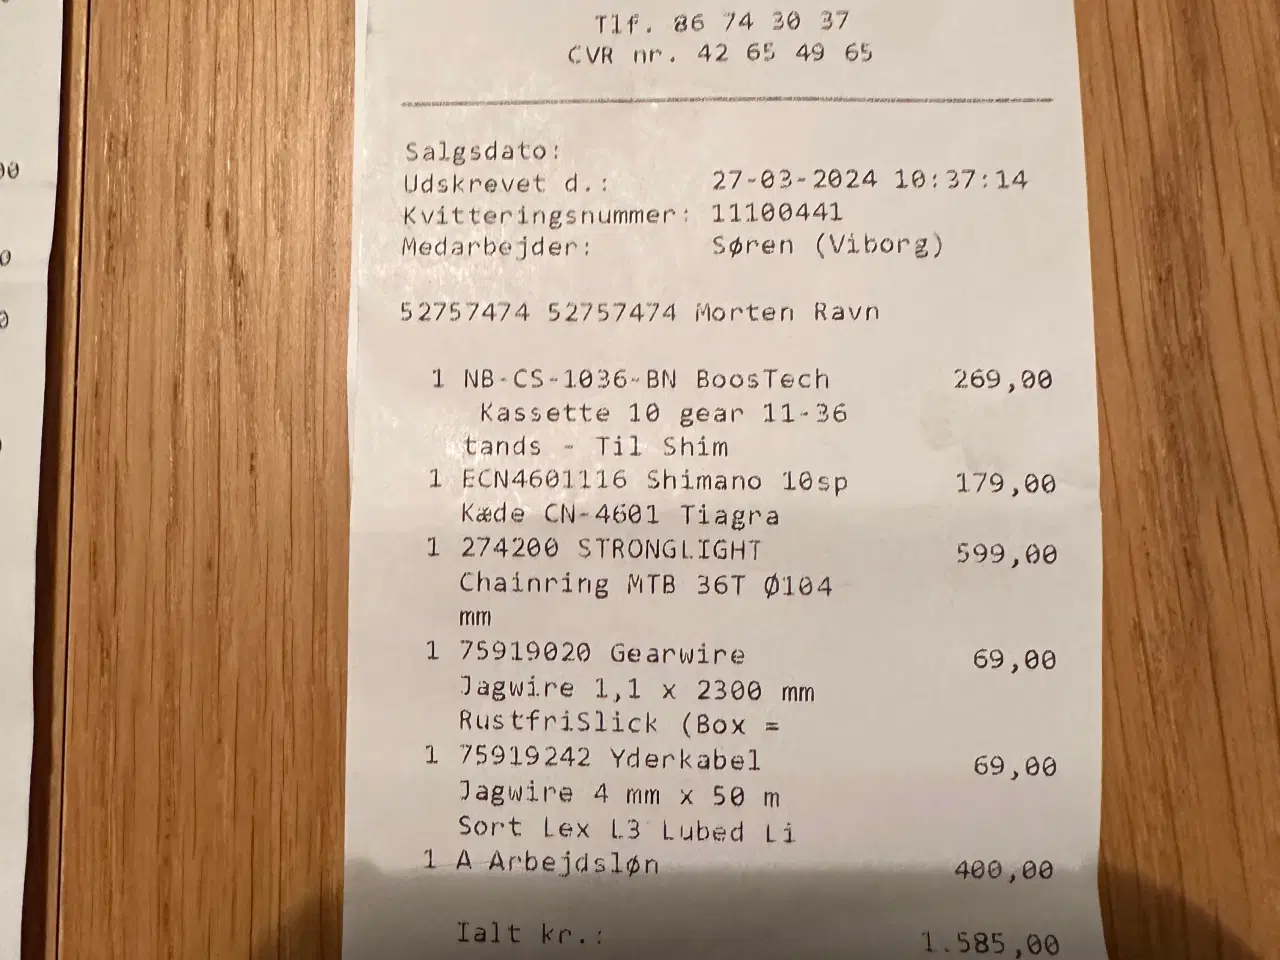 Tlf. 86 74 30 37
CVR nr. 42 65 49 65
Salgsdato:
Udskrevet d.: 27-03-2024 10:37:14
Kvitteringsnummer: 11100441
Medarbejder: Søren (Viborg)
52757474 52757474 Morten Ravn
1 NB-CS-1036-BN BoosTech 269,00
Kassette 10 gear 11-36
tands - Til Shim
1 ECN4601116 Shimano 10sp 179,00
Kæde CN-4601 Tiagra
1 274200 STRONGLIGHT 599,00
Chainring MTB 36T Ø104
mm
1 75919020 Gearwire 69,00
Jagwire 1,1 x 2300 mm
RustfriSlick (Box =
1 75919242 Yderkabel 69,00
Jagwire 4 mm x 50 m
Sort Lex L3 Lubed Li
1 A Arbejdsløn 400,00
Ialt kr.: 1.585,00